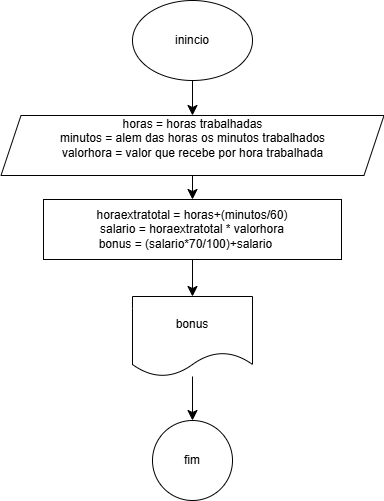 inincio
horas = horas trabalhadas
minutos = alem das horas os minutos trabalhados
valorhora = valor que recebe por hora trabalhada
horaextratotal = horas+(minutos/60)
salario = horaextratotal * valorhora
bonus = (salario*70/100)+salario
bonus
fim